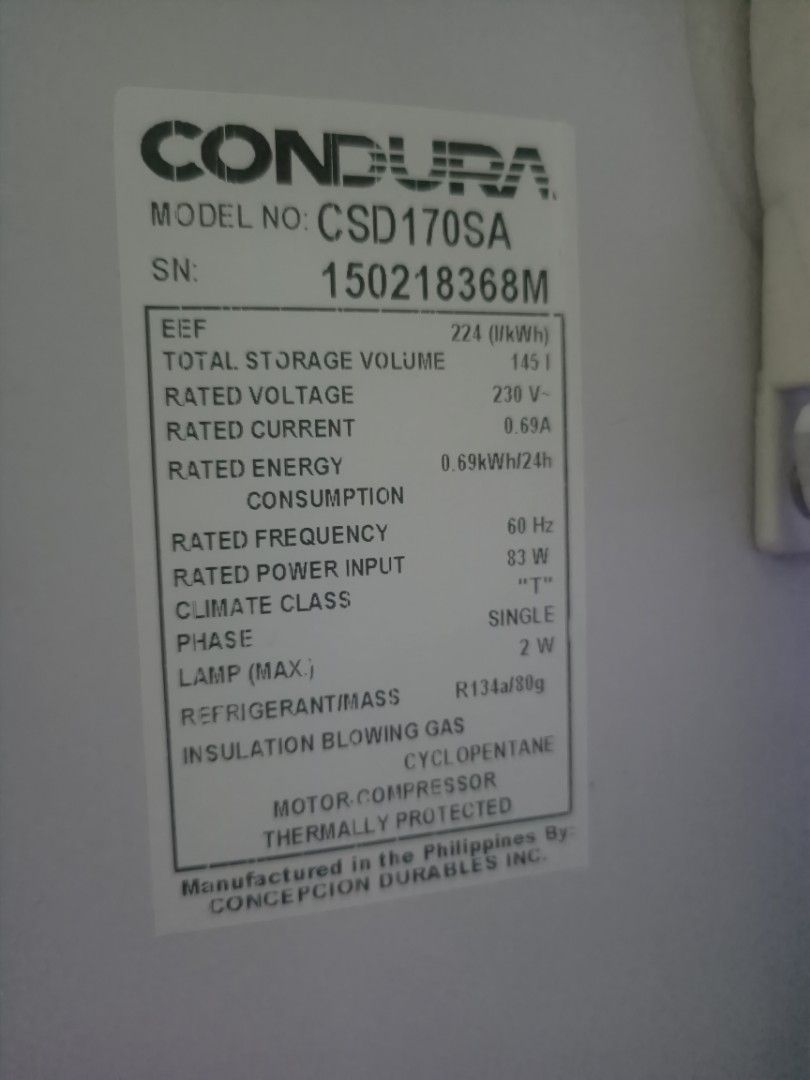 CONDURA
MODEL NO: CSD170SA
SN: 150218368M
EEF 224 (l/kWh)
TOTAL STORAGE VOLUME 145 l
RATED VOLTAGE 230 V~
RATED CURRENT 0.69A
RATED ENERGY 0.69kWh/24h
CONSUMPTION
RATED FREQUENCY 60 Hz
RATED POWER INPUT 83 W
CLIMATE CLASS "T"
PHASE SINGLE
LAMP (MAX.) 2 W
REFRIGERANT/MASS R134a/80g
INSULATION BLOWING GAS
CYCLOPENTANE
MOTOR-COMPRESSOR
THERMALLY PROTECTED
Manufactured in the Philippines By:
CONCEPCION DURABLES INC.